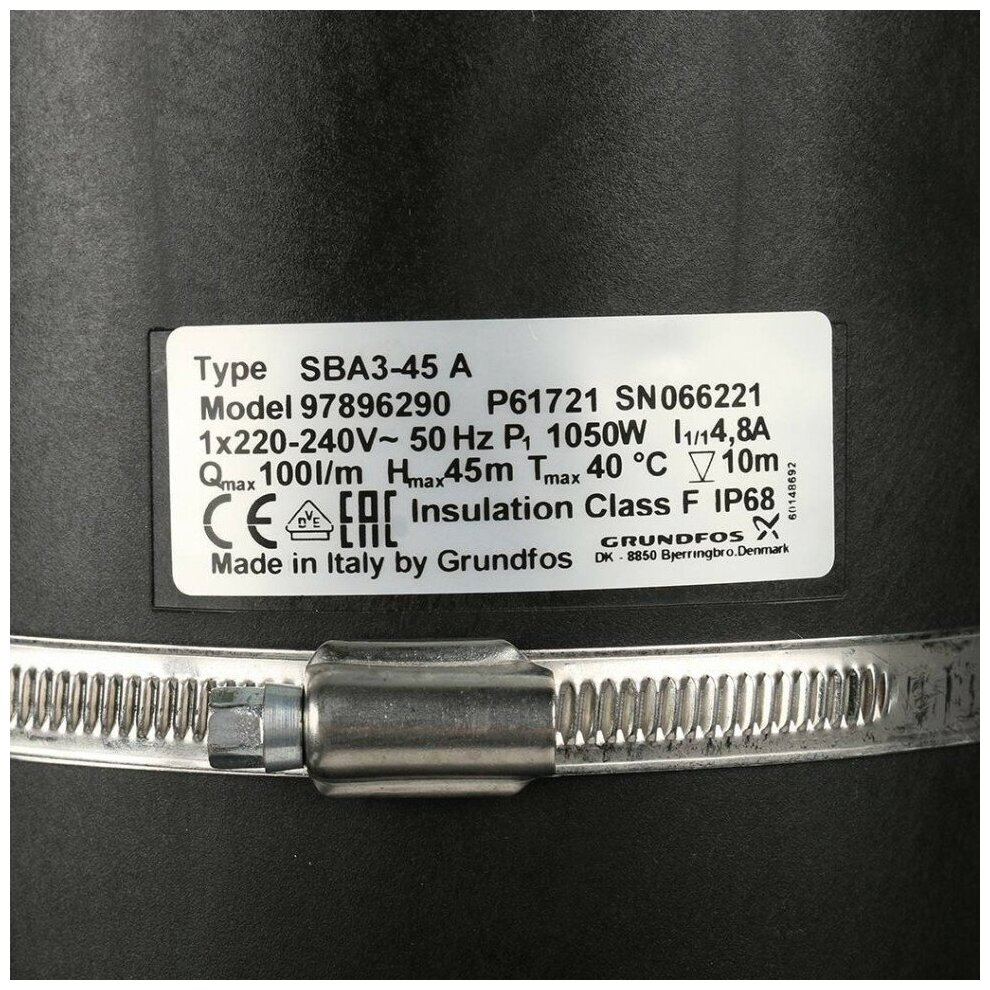 Type SBA3-45 A
Model 97896290 P61721 SN066221
1x220-240V~ 50 Hz P1 1050W I1/1 4,8A
Qmax 100l/m Hmax 45m Tmax 40 °C 10m
CE DVE EAC Insulation Class F IP68
60148692
GRUNDFOS
Made in Italy by Grundfos DK - 8850 Bjerringbro. Denmark